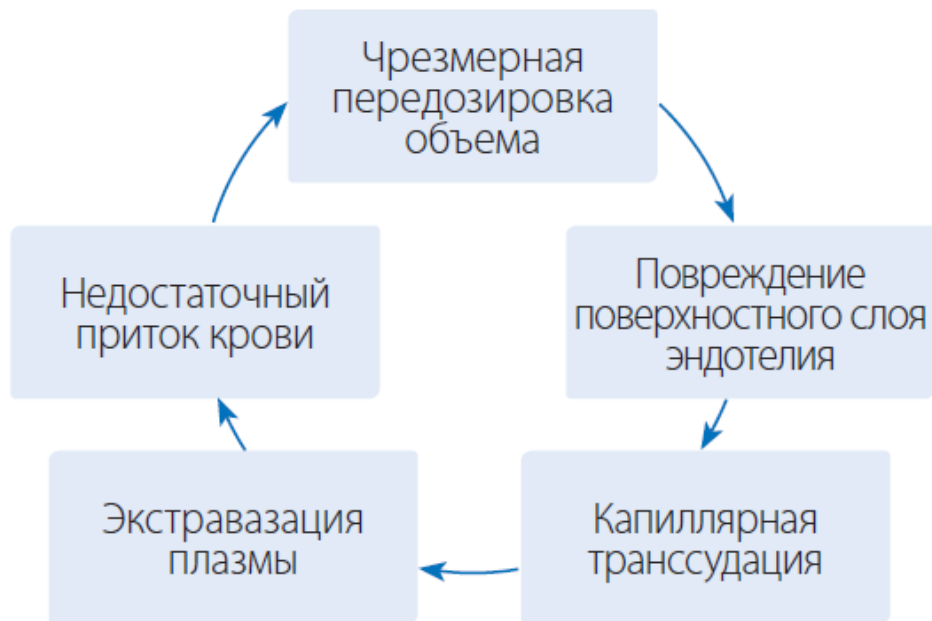 Чрезмерная
передозировка
объема
Недостаточный
приток крови
Повреждение
поверхностного слоя
эндотелия
Экстравазация
плазмы
Капиллярная
транссудация